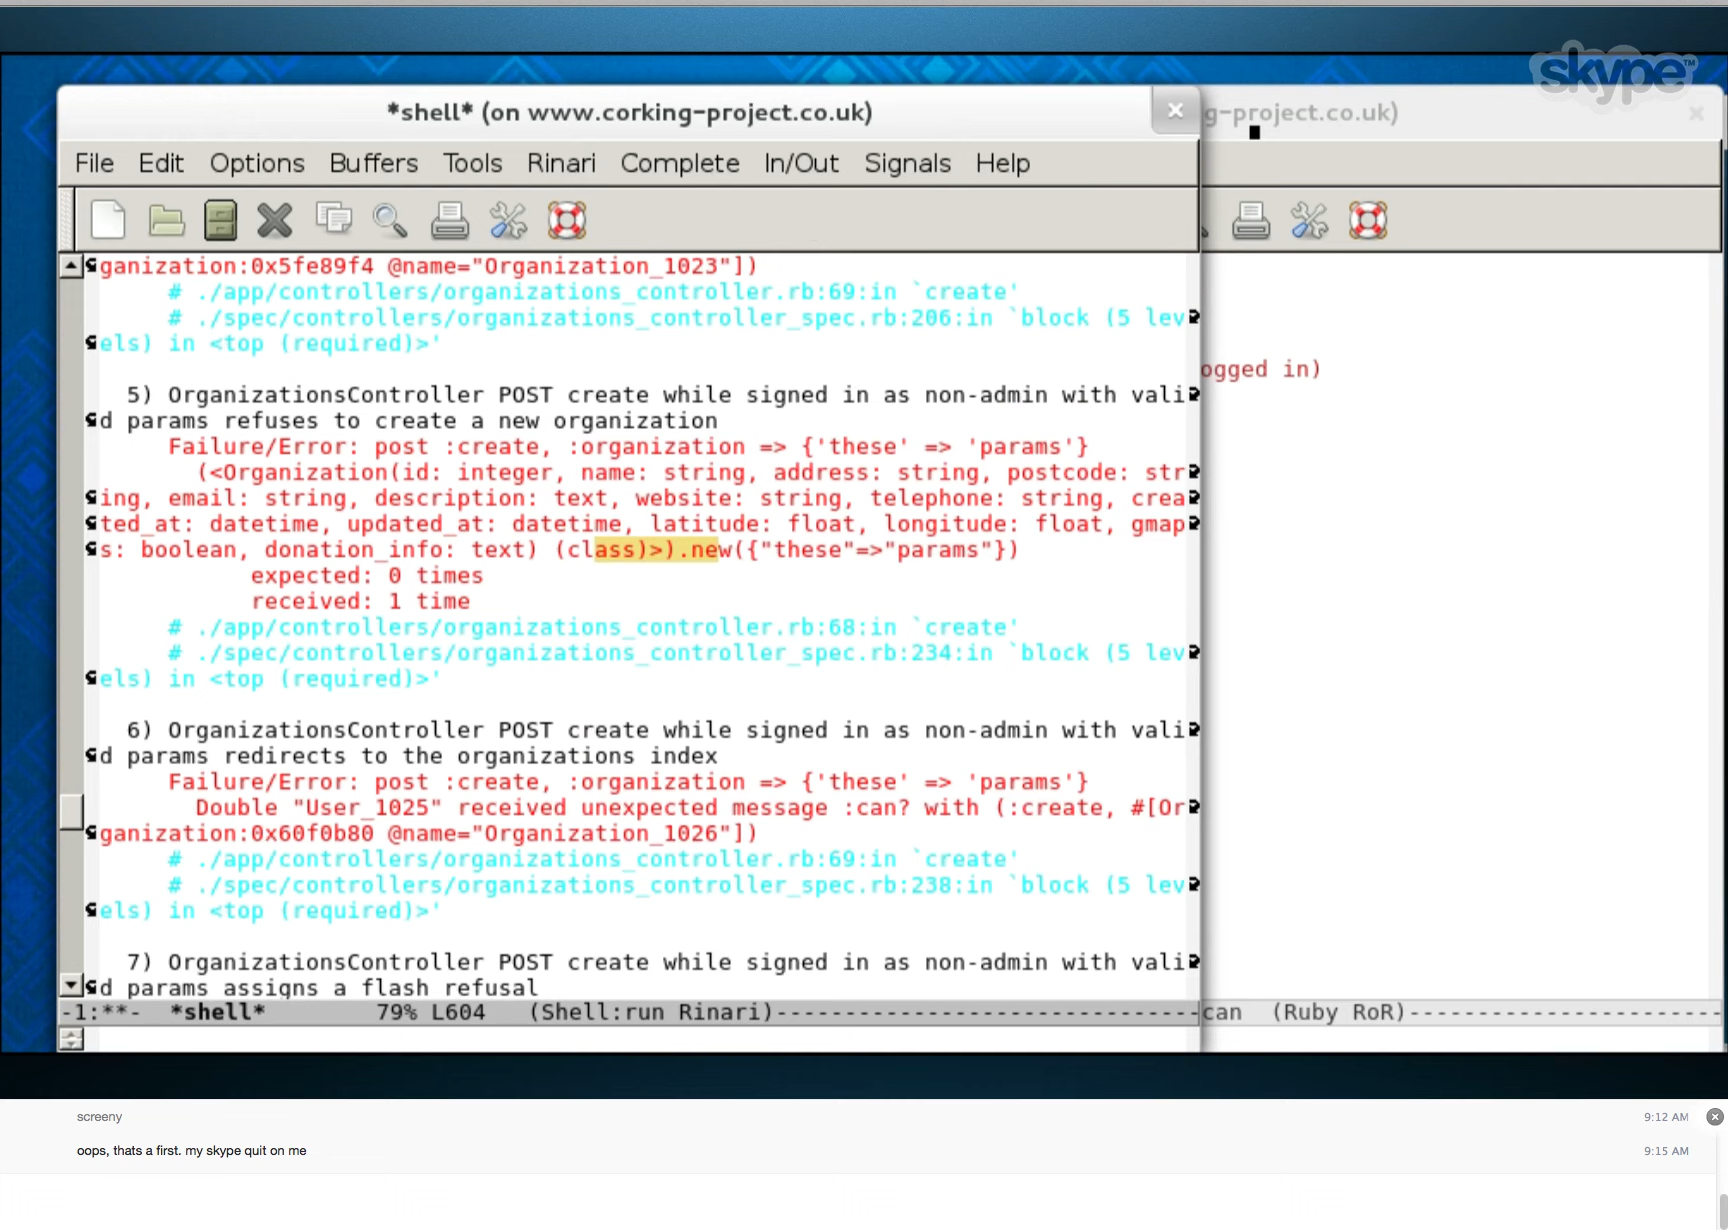 skype™
*shell* (on www.corking-project.co.uk)
g-project.co.uk)
File Edit Options Buffers Tools Rinari Complete In/Out Signals Help
ganization:0x5fe89f4 @name="Organization_1023"])
# ./app/controllers/organizations_controller.rb:69:in `create'
# ./spec/controllers/organizations_controller_spec.rb:206:in `block (5 lev
els) in <top (required)>'
ogged in)
5) OrganizationsController POST create while signed in as non-admin with vali
d params refuses to create a new organization
Failure/Error: post :create, :organization => {'these' => 'params'}
(<Organization(id: integer, name: string, address: string, postcode: str
ing, email: string, description: text, website: string, telephone: string, crea
ted_at: datetime, updated_at: datetime, latitude: float, longitude: float, gmap
s: boolean, donation_info: text) (class)>).new({"these"=>"params"})
expected: 0 times
received: 1 time
# ./app/controllers/organizations_controller.rb:68:in `create'
# ./spec/controllers/organizations_controller_spec.rb:234:in `block (5 lev
els) in <top (required)>'
6) OrganizationsController POST create while signed in as non-admin with vali
d params redirects to the organizations index
Failure/Error: post :create, :organization => {'these' => 'params'}
Double "User_1025" received unexpected message :can? with (:create, #[Or
ganization:0x60f0b80 @name="Organization_1026"])
# ./app/controllers/organizations_controller.rb:69:in `create'
# ./spec/controllers/organizations_controller_spec.rb:238:in `block (5 lev
els) in <top (required)>'
7) OrganizationsController POST create while signed in as non-admin with vali
d params assigns a flash refusal
-1:**- *shell* 79% L604 (Shell:run Rinari)------------------------------
can (Ruby RoR)-----------------------
screeny 9:12 AM
oops, thats a first. my skype quit on me 9:15 AM